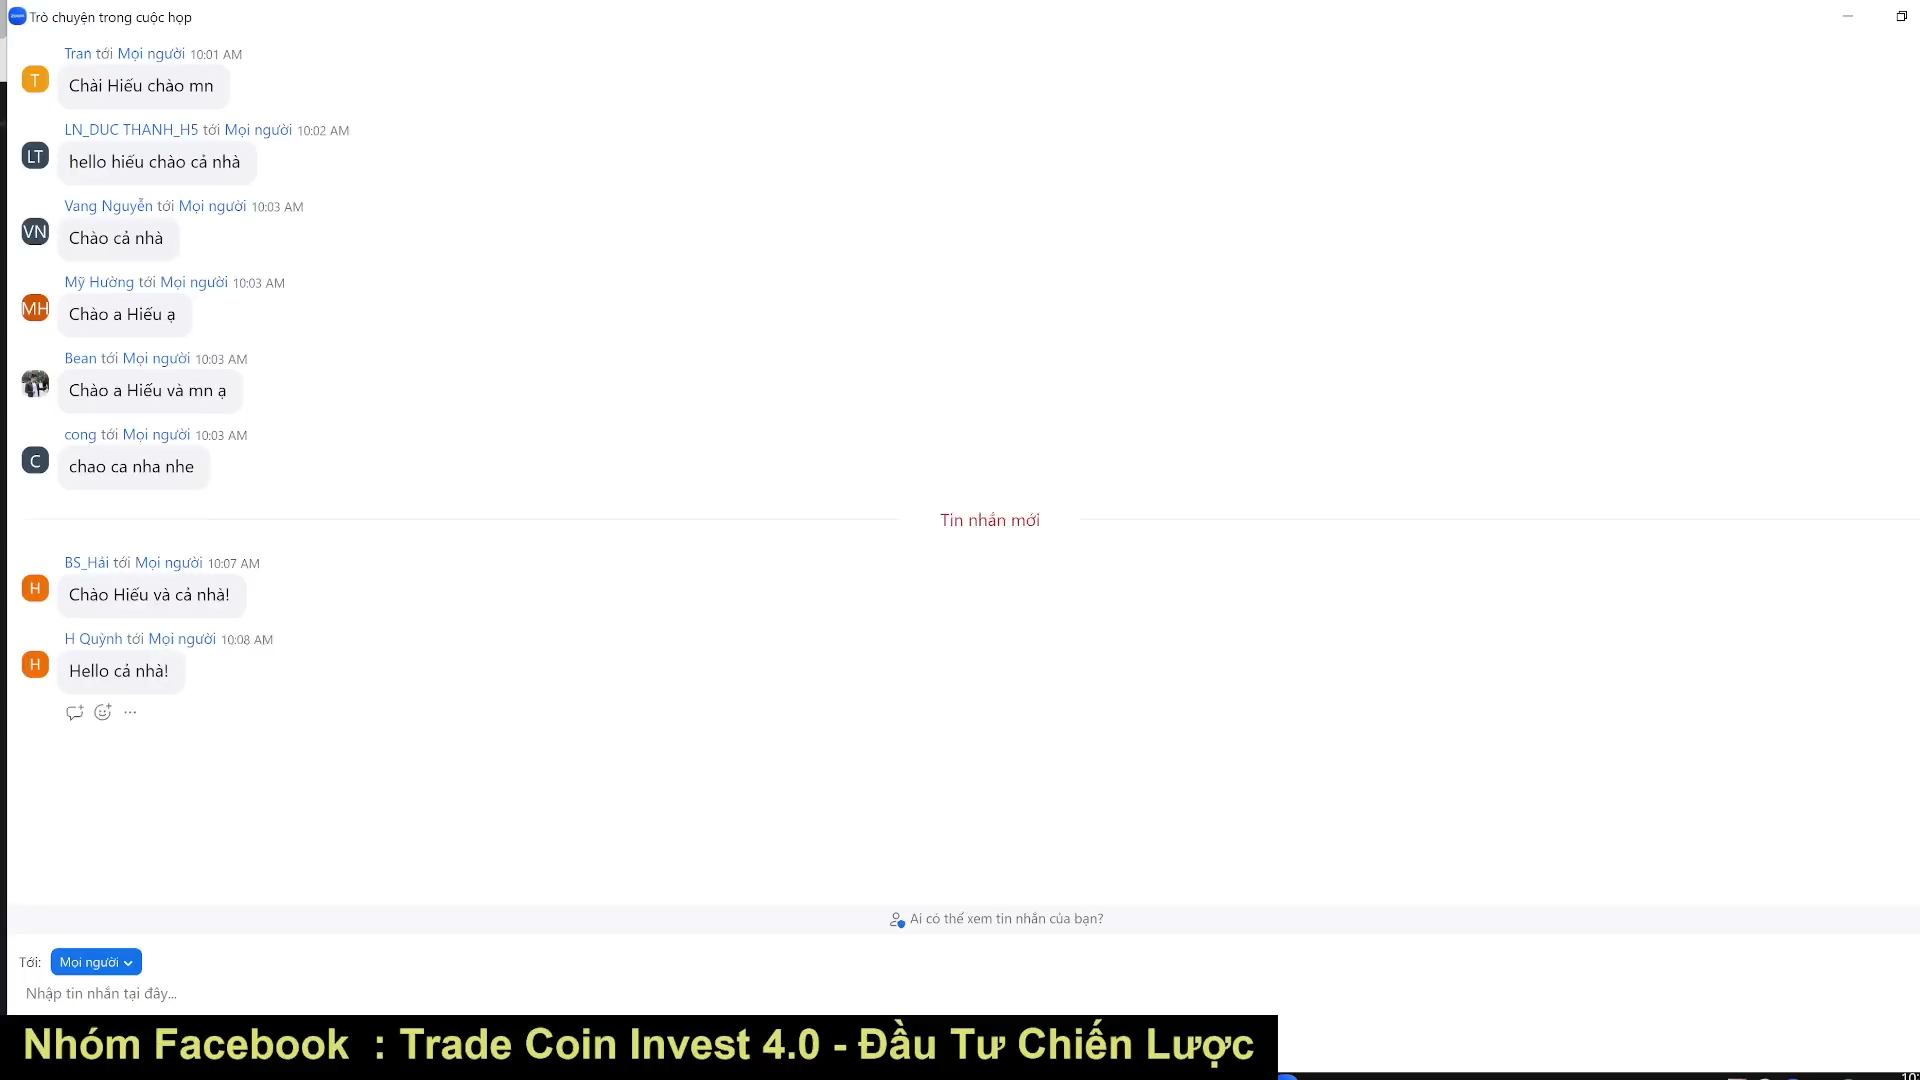 zoom Trò chuyện trong cuộc họp
Tran tới Mọi người 10:01 AM
T
Chài Hiếu chào mn
LN_DUC THANH_H5 tới Mọi người 10:02 AM
LT
hello hiếu chào cả nhà
Vang Nguyễn tới Mọi người 10:03 AM
VN
Chào cả nhà
Mỹ Hường tới Mọi người 10:03 AM
MH
Chào a Hiếu ạ
Bean tới Mọi người 10:03 AM
Chào a Hiếu và mn ạ
cong tới Mọi người 10:03 AM
C
chao ca nha nhe
Tin nhắn mới
BS_Hải tới Mọi người 10:07 AM
H
Chào Hiếu và cả nhà!
H Quỳnh tới Mọi người 10:08 AM
H
Hello cả nhà!
Ai có thể xem tin nhắn của bạn?
Tới: Mọi người
Nhập tin nhắn tại đây...
Nhóm Facebook : Trade Coin Invest 4.0 - Đầu Tư Chiến Lược